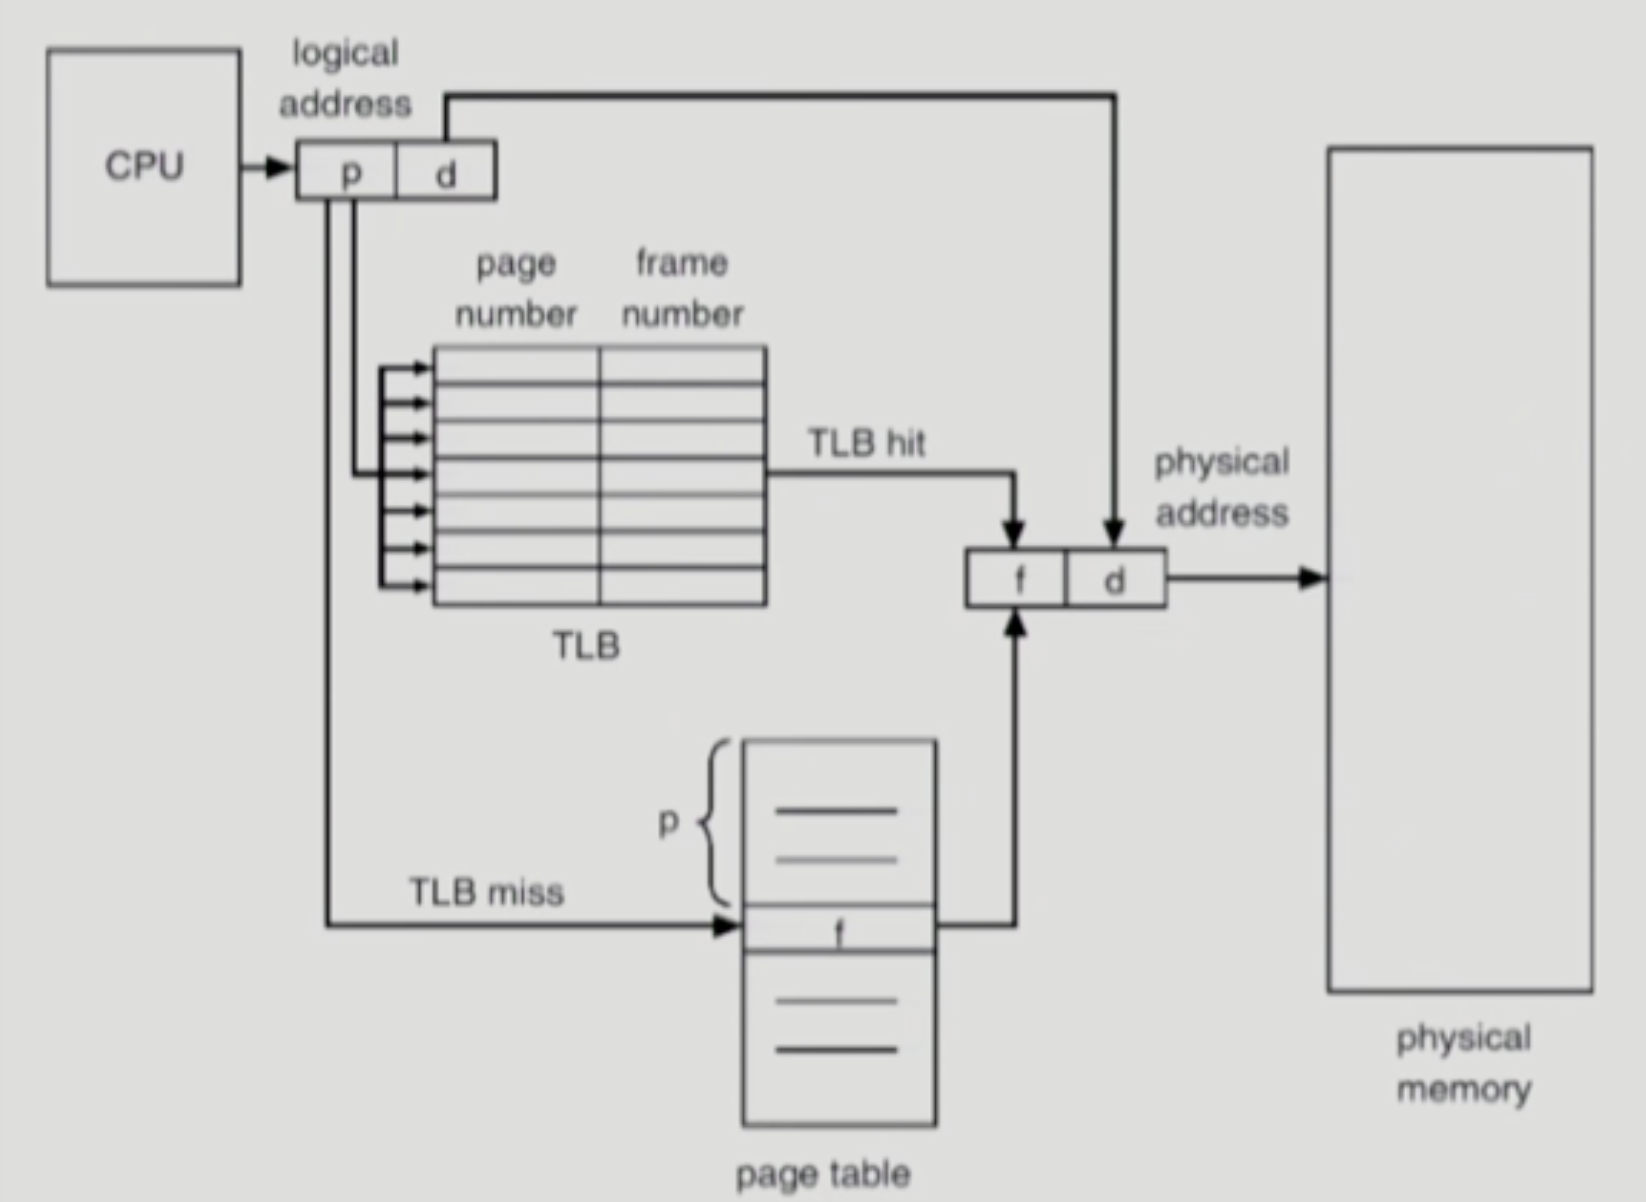 logical
address
CPU
p
d
page
number
frame
number
TLB hit
physical
address
f
d
TLB
p
TLB miss
f
physical
memory
page table